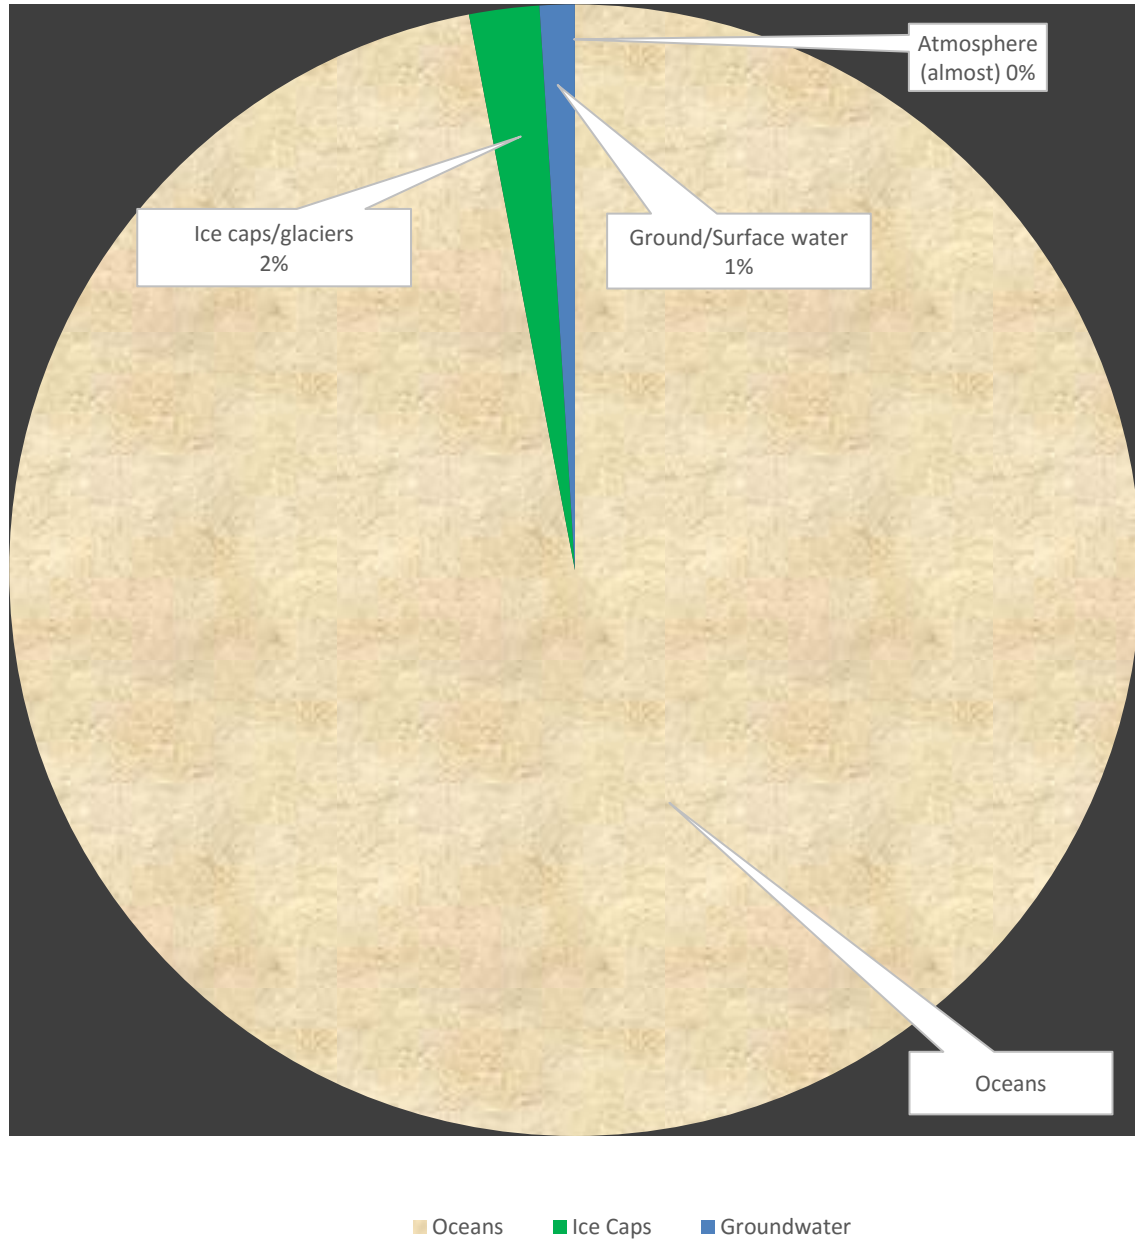 Atmosphere
(almost) 0%
Ice caps/glaciers
2%
Ground/Surface water
1%
Oceans
Oceans Ice Caps Groundwater